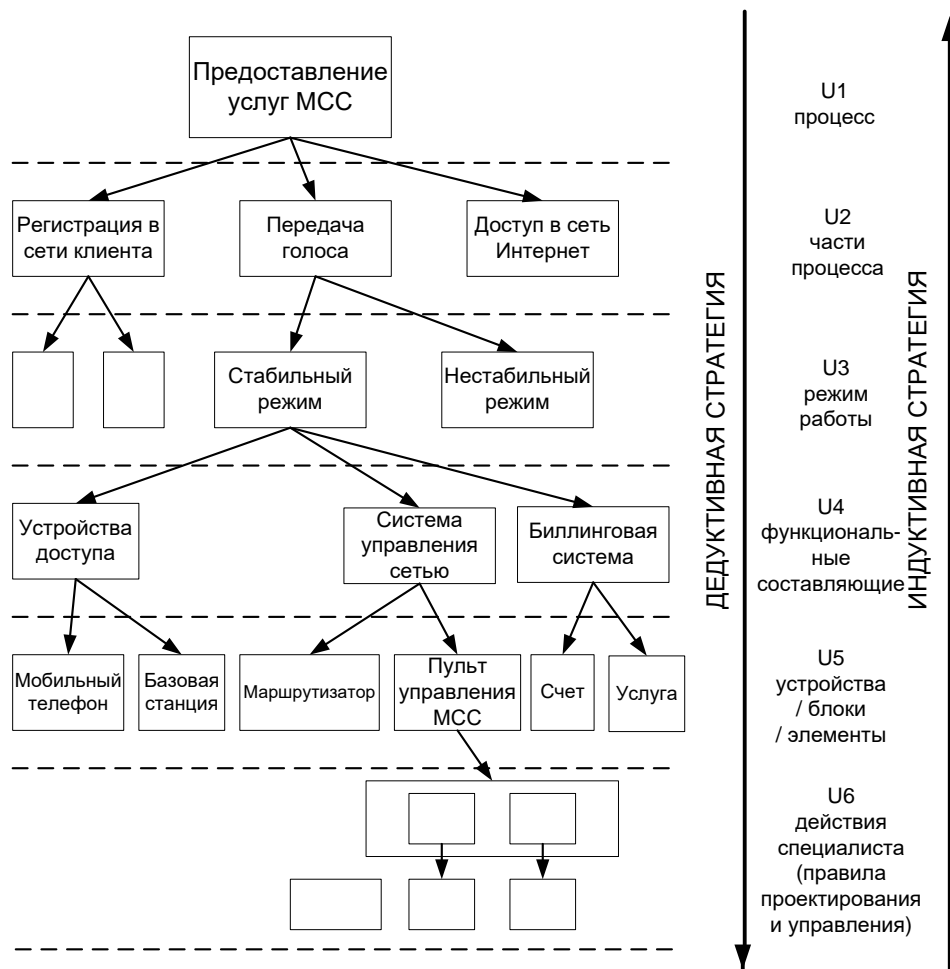 Предоставление
услуг МСС
U1
процесс
Регистрация в
сети клиента
Передача
голоса
Доступ в сеть
Интернет
U2
части
процесса
Стабильный
режим
Нестабильный
режим
U3
режим
работы
Устройства
доступа
Система
управления
сетью
Биллинговая
система
U4
функциональ-
ные
составляющие
Мобильный
телефон
Базовая
станция
Маршрутизатор
Пульт
управления
МСС
Счет
Услуга
U5
устройства
/ блоки
/ элементы
U6
действия
специалиста
(правила
проектирования
и управления)
ДЕДУКТИВНАЯ СТРАТЕГИЯ
ИНДУКТИВНАЯ СТРАТЕГИЯ